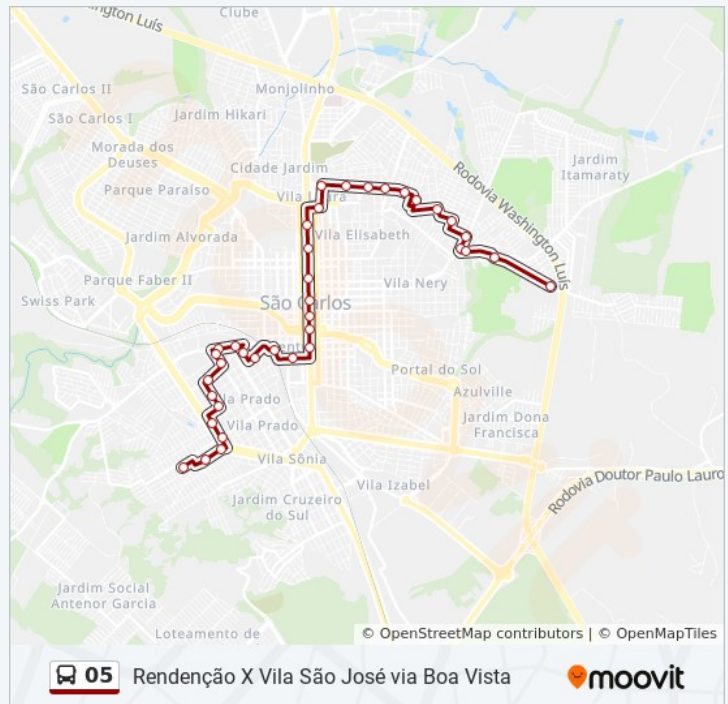 Clube
ngton Luís
São Carlos II
Monjolinho
São Carlos I
Jardim Hikari
Morada dos
Deuses
Jardim
Itamaraty
Cidade Jardim
Rodovia Washington Luís
Parque Paraíso
Jardim Alvorada
Vila Elisabeth
Parque Faber II
Vila Nery
Swiss Park
São Carlos
Portal do Sol
Azulville
Vila Prado
Jardim Dona
Francisca
Vila Sônia
Rodovia Doutor Paulo Lauro
Vila Izabel
Jardim Cruzeiro
do Sul
Jardim Social
Antenor Garcia
Loteamento de
© OpenStreetMap contributors | © OpenMapTiles
05 Rendenção X Vila São José via Boa Vista
moovit